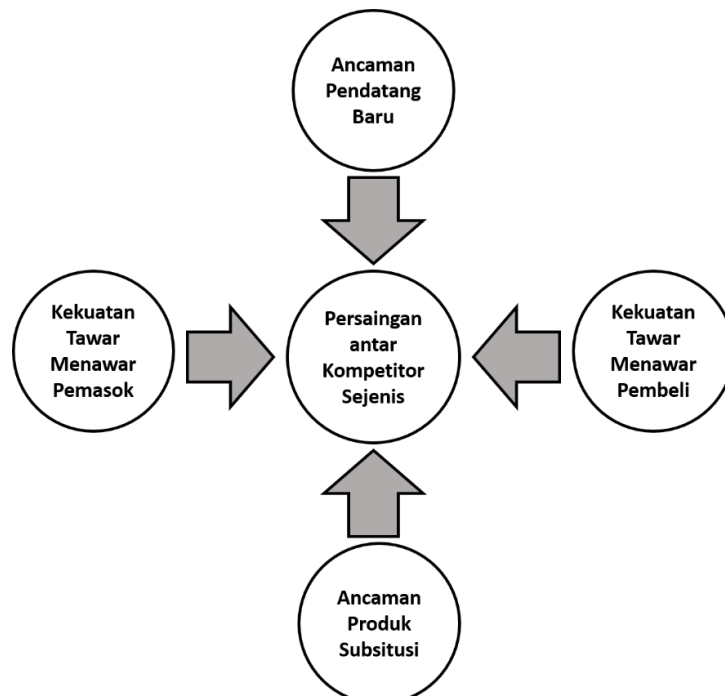 Ancaman
Pendatang
Baru
Kekuatan
Tawar
Menawar
Pemasok
Persaingan
antar
Kompetitor
Sejenis
Kekuatan
Tawar
Menawar
Pembeli
Ancaman
Produk
Subsitusi